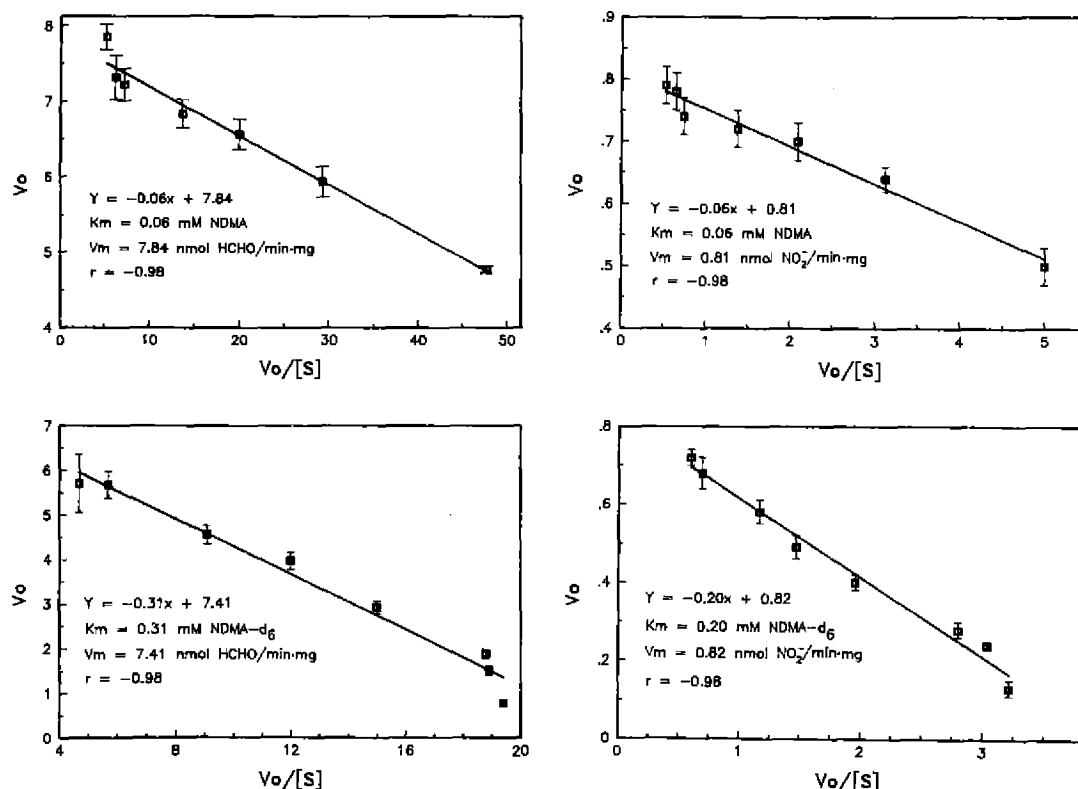 8
7
6
5
4
Vo
Y = −0.06x + 7.84
Km = 0.06 mM NDMA
Vm = 7.84 nmol HCHO/min·mg
r = −0.98
0 10 20 30 40 50
Vo/[S]
.9
.8
.7
.6
.5
.4
Vo
Y = −0.06x + 0.81
Km = 0.06 mM NDMA
Vm = 0.81 nmol NO₂⁻/min·mg
r = −0.98
0 1 2 3 4 5
Vo/[S]
7
6
5
4
3
2
1
0
Vo
Y = −0.31x + 7.41
Km = 0.31 mM NDMA−d₆
Vm = 7.41 nmol HCHO/min·mg
r = −0.98
4 8 12 16 20
Vo/[S]
.8
.6
.4
.2
0
Vo
Y = −0.20x + 0.82
Km = 0.20 mM NDMA−d₆
Vm = 0.82 nmol NO₂⁻/min·mg
r = −0.98
0 1 2 3
Vo/[S]